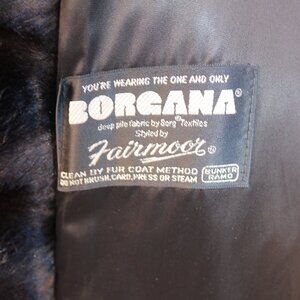 YOU'RE WEARING THE ONE AND ONLY
BORGANA®
deep pile fabric by Borg® Textiles
Styled by
Fairmoor®
CLEAN BY FUR COAT METHOD
DO NOT BRUSH, CARD, PRESS OR STEAM
BUNKER
RAMO